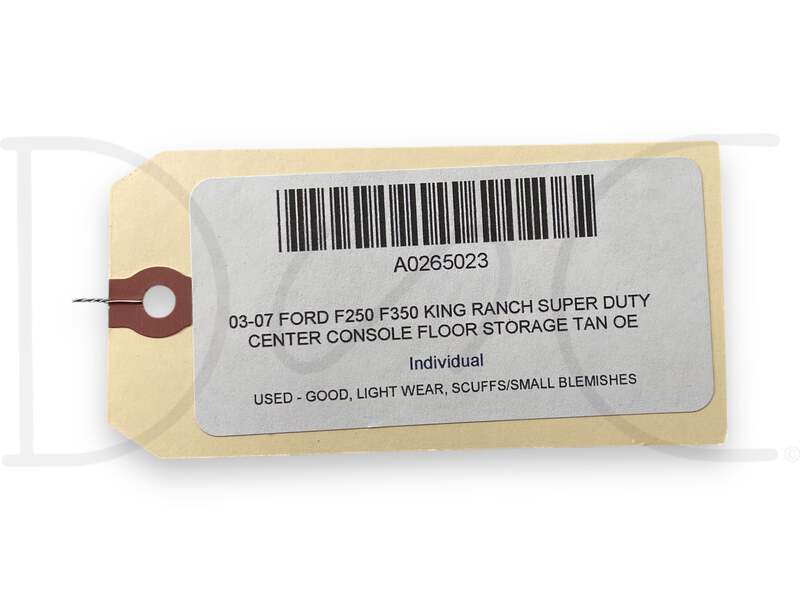 A0265023
03-07 FORD F250 F350 KING RANCH SUPER DUTY
CENTER CONSOLE FLOOR STORAGE TAN OE
Individual
USED - GOOD, LIGHT WEAR, SCUFFS/SMALL BLEMISHES
©